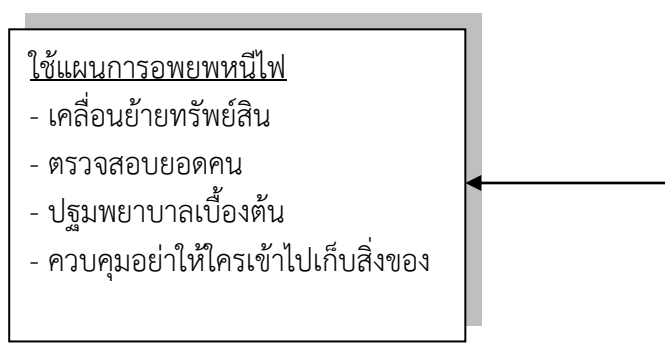 ใช้แผนการอพยพหนีไฟ
- เคลื่อนย้ายทรัพย์สิน
- ตรวจสอบยอดคน
- ปฐมพยาบาลเบื้องต้น
- ควบคุมอย่าให้ใครเข้าไปเก็บสิ่งของ